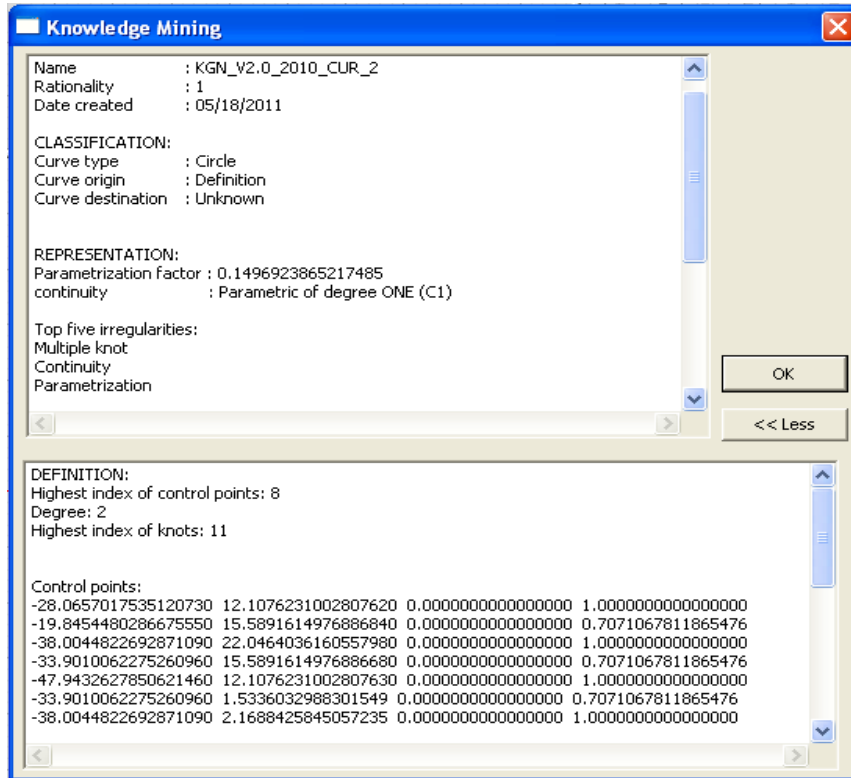 Knowledge Mining
Name : KGN_V2.0_2010_CUR_2
Rationality : 1
Date created : 05/18/2011
CLASSIFICATION:
Curve type : Circle
Curve origin : Definition
Curve destination : Unknown
REPRESENTATION:
Parametrization factor : 0.1496923865217485
continuity : Parametric of degree ONE (C1)
Top five irregularities:
Multiple knot
Continuity
Parametrization
OK
<< Less
DEFINITION:
Highest index of control points: 8
Degree: 2
Highest index of knots: 11
Control points:
-28.0657017535120730 12.1076231002807620 0.0000000000000000 1.0000000000000000
-19.8454480286675550 15.5891614976886840 0.0000000000000000 0.7071067811865476
-38.0044822692871090 22.0464036160557980 0.0000000000000000 1.0000000000000000
-33.9010062275260960 15.5891614976886680 0.0000000000000000 0.7071067811865476
-47.9432627850621460 12.1076231002807630 0.0000000000000000 1.0000000000000000
-33.9010062275260960 1.5336032988301549 0.0000000000000000 0.7071067811865476
-38.0044822692871090 2.1688425845057235 0.0000000000000000 1.0000000000000000